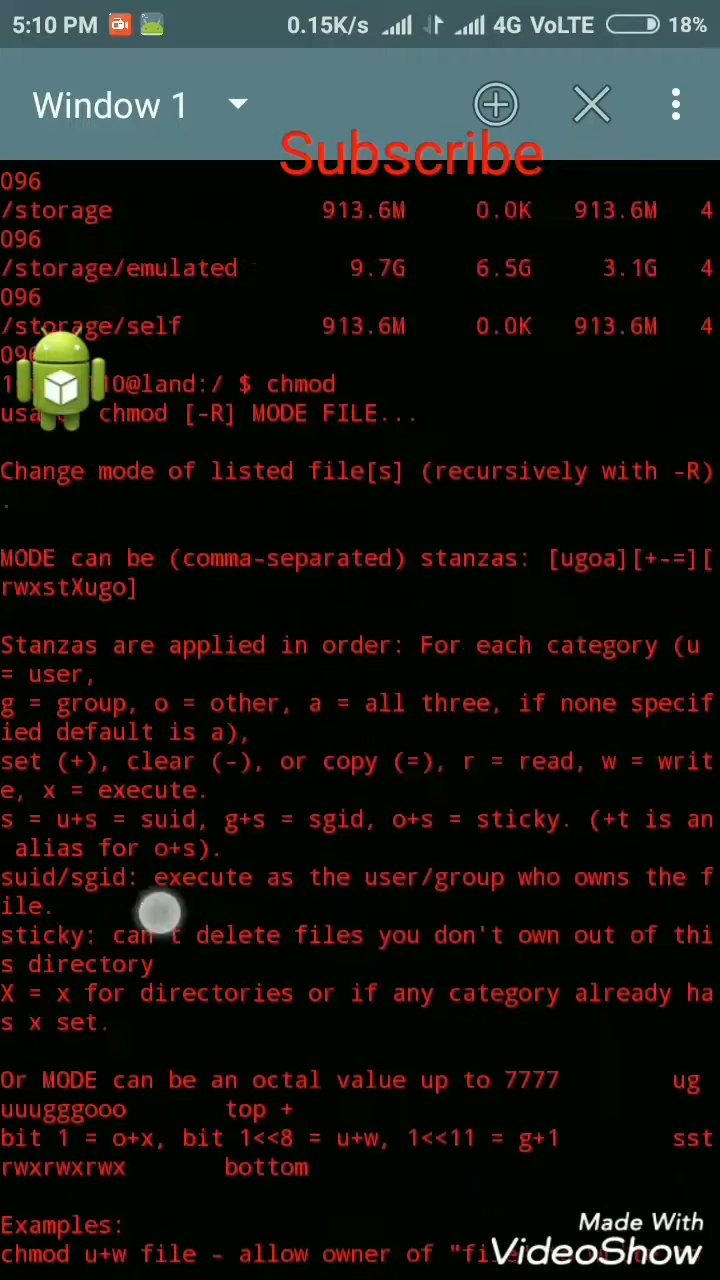 5:10 PM 0.15K/s 4G VoLTE 18%
Window 1
Subscribe
096
/storage 913.6M 0.0K 913.6M 4
096
/storage/emulated 9.7G 6.5G 3.1G 4
096
/storage/self 913.6M 0.0K 913.6M 4
09
1 10@land:/ $ chmod
usa chmod [-R] MODE FILE...
Change mode of listed file[s] (recursively with -R)
.
MODE can be (comma-separated) stanzas: [ugoa][+-=][
rwxstXugo]
Stanzas are applied in order: For each category (u
= user,
g = group, o = other, a = all three, if none specif
ied default is a),
set (+), clear (-), or copy (=), r = read, w = writ
e, x = execute.
s = u+s = suid, g+s = sgid, o+s = sticky. (+t is an
alias for o+s).
suid/sgid: execute as the user/group who owns the f
ile.
sticky: can't delete files you don't own out of thi
s directory
X = x for directories or if any category already ha
s x set.
Or MODE can be an octal value up to 7777 ug
uuugggooo top +
bit 1 = o+x, bit 1<<8 = u+w, 1<<11 = g+1 sst
rwxrwxrwx bottom
Examples:
chmod u+w file - allow owner of "file"
Made With
VideoShow